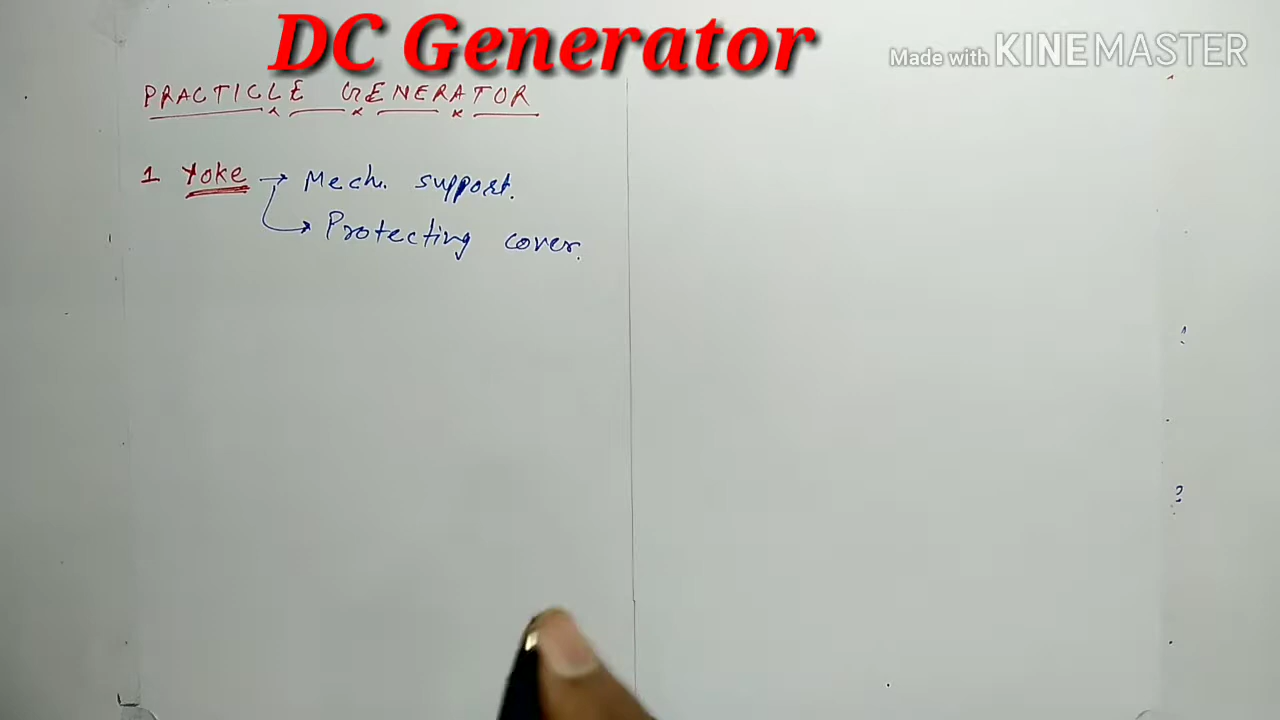 DC Generator
Made with KINEMASTER
PRACTICLE GENERATOR
1 Yoke → Mech. support.
→ Protecting cover.